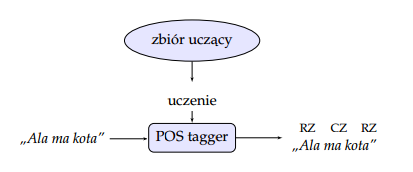 zbiór uczący
uczenie
„Ala ma kota”
POS tagger
RZ CZ RZ
„Ala ma kota”